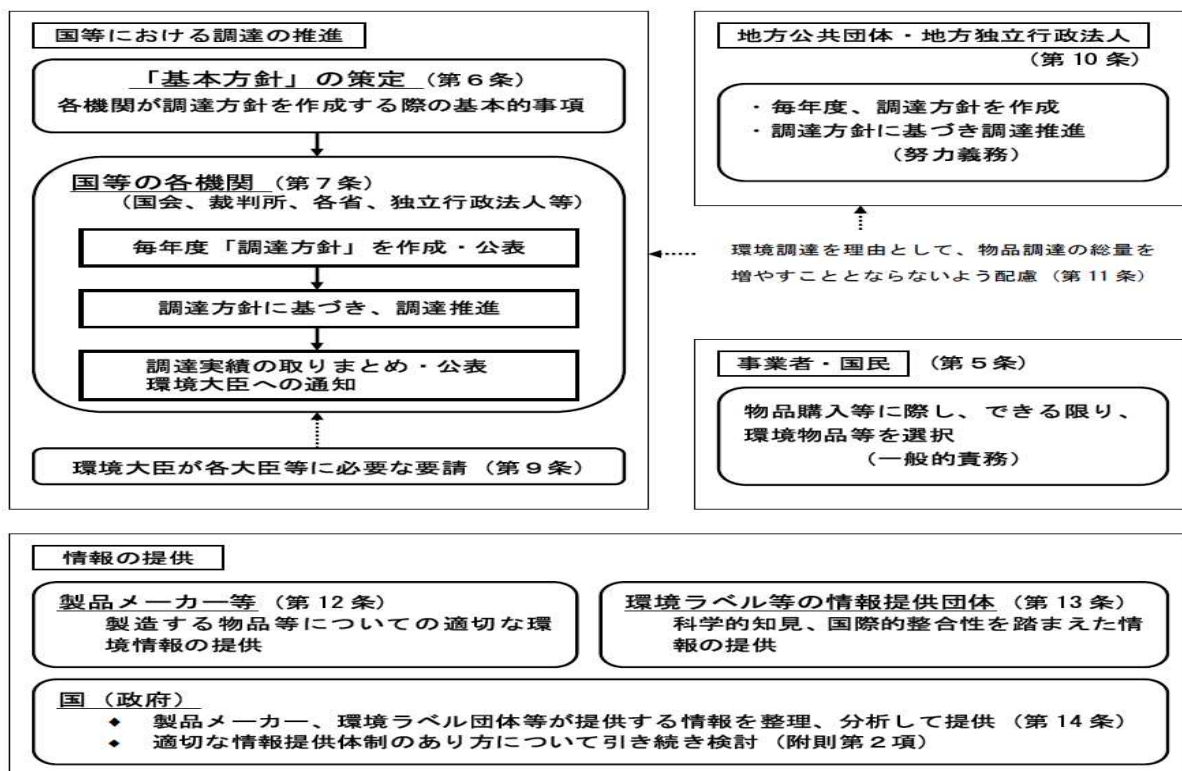 国等における調達の推進
「基本方針」の策定（第６条）
各機関が調達方針を作成する際の基本的事項
国等の各機関（第７条）
（国会、裁判所、各省、独立行政法人等）
毎年度「調達方針」を作成・公表
調達方針に基づき、調達推進
調達実績の取りまとめ・公表
環境大臣への通知
環境大臣が各大臣等に必要な要請（第９条）
地方公共団体・地方独立行政法人
（第 10 条）
・毎年度、調達方針を作成
・調達方針に基づき調達推進
（努力義務）
環境調達を理由として、物品調達の総量を
増やすこととならないよう配慮（第 11 条）
事業者・国民（第５条）
物品購入等に際し、できる限り、
環境物品等を選択
（一般的責務）
情報の提供
製品メーカー等（第 12 条）
製造する物品等についての適切な環
境情報の提供
環境ラベル等の情報提供団体（第 13 条）
科学的知見、国際的整合性を踏まえた情
報の提供
国（政府）
◆ 製品メーカー、環境ラベル団体等が提供する情報を整理、分析して提供（第 14 条）
◆ 適切な情報提供体制のあり方について引き続き検討（附則第２項）